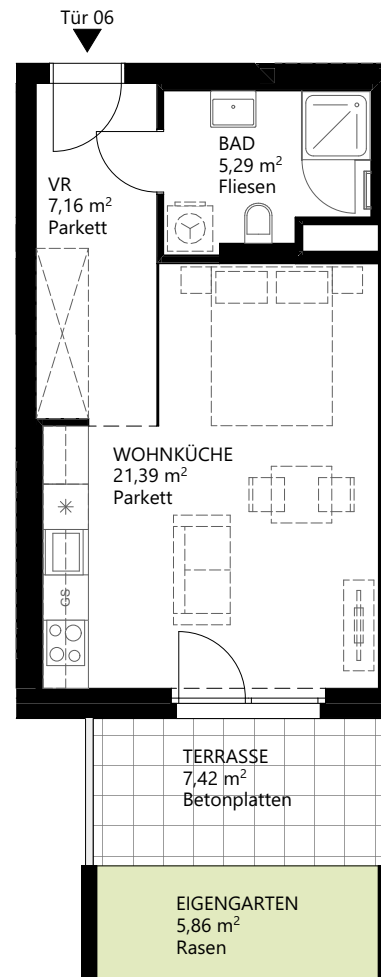 Tür 06
BAD
5,29 m²
Fliesen
VR
7,16 m²
Parkett
WOHNKÜCHE
21,39 m²
Parkett
GS
TERRASSE
7,42 m²
Betonplatten
EIGENGARTEN
5,86 m²
Rasen